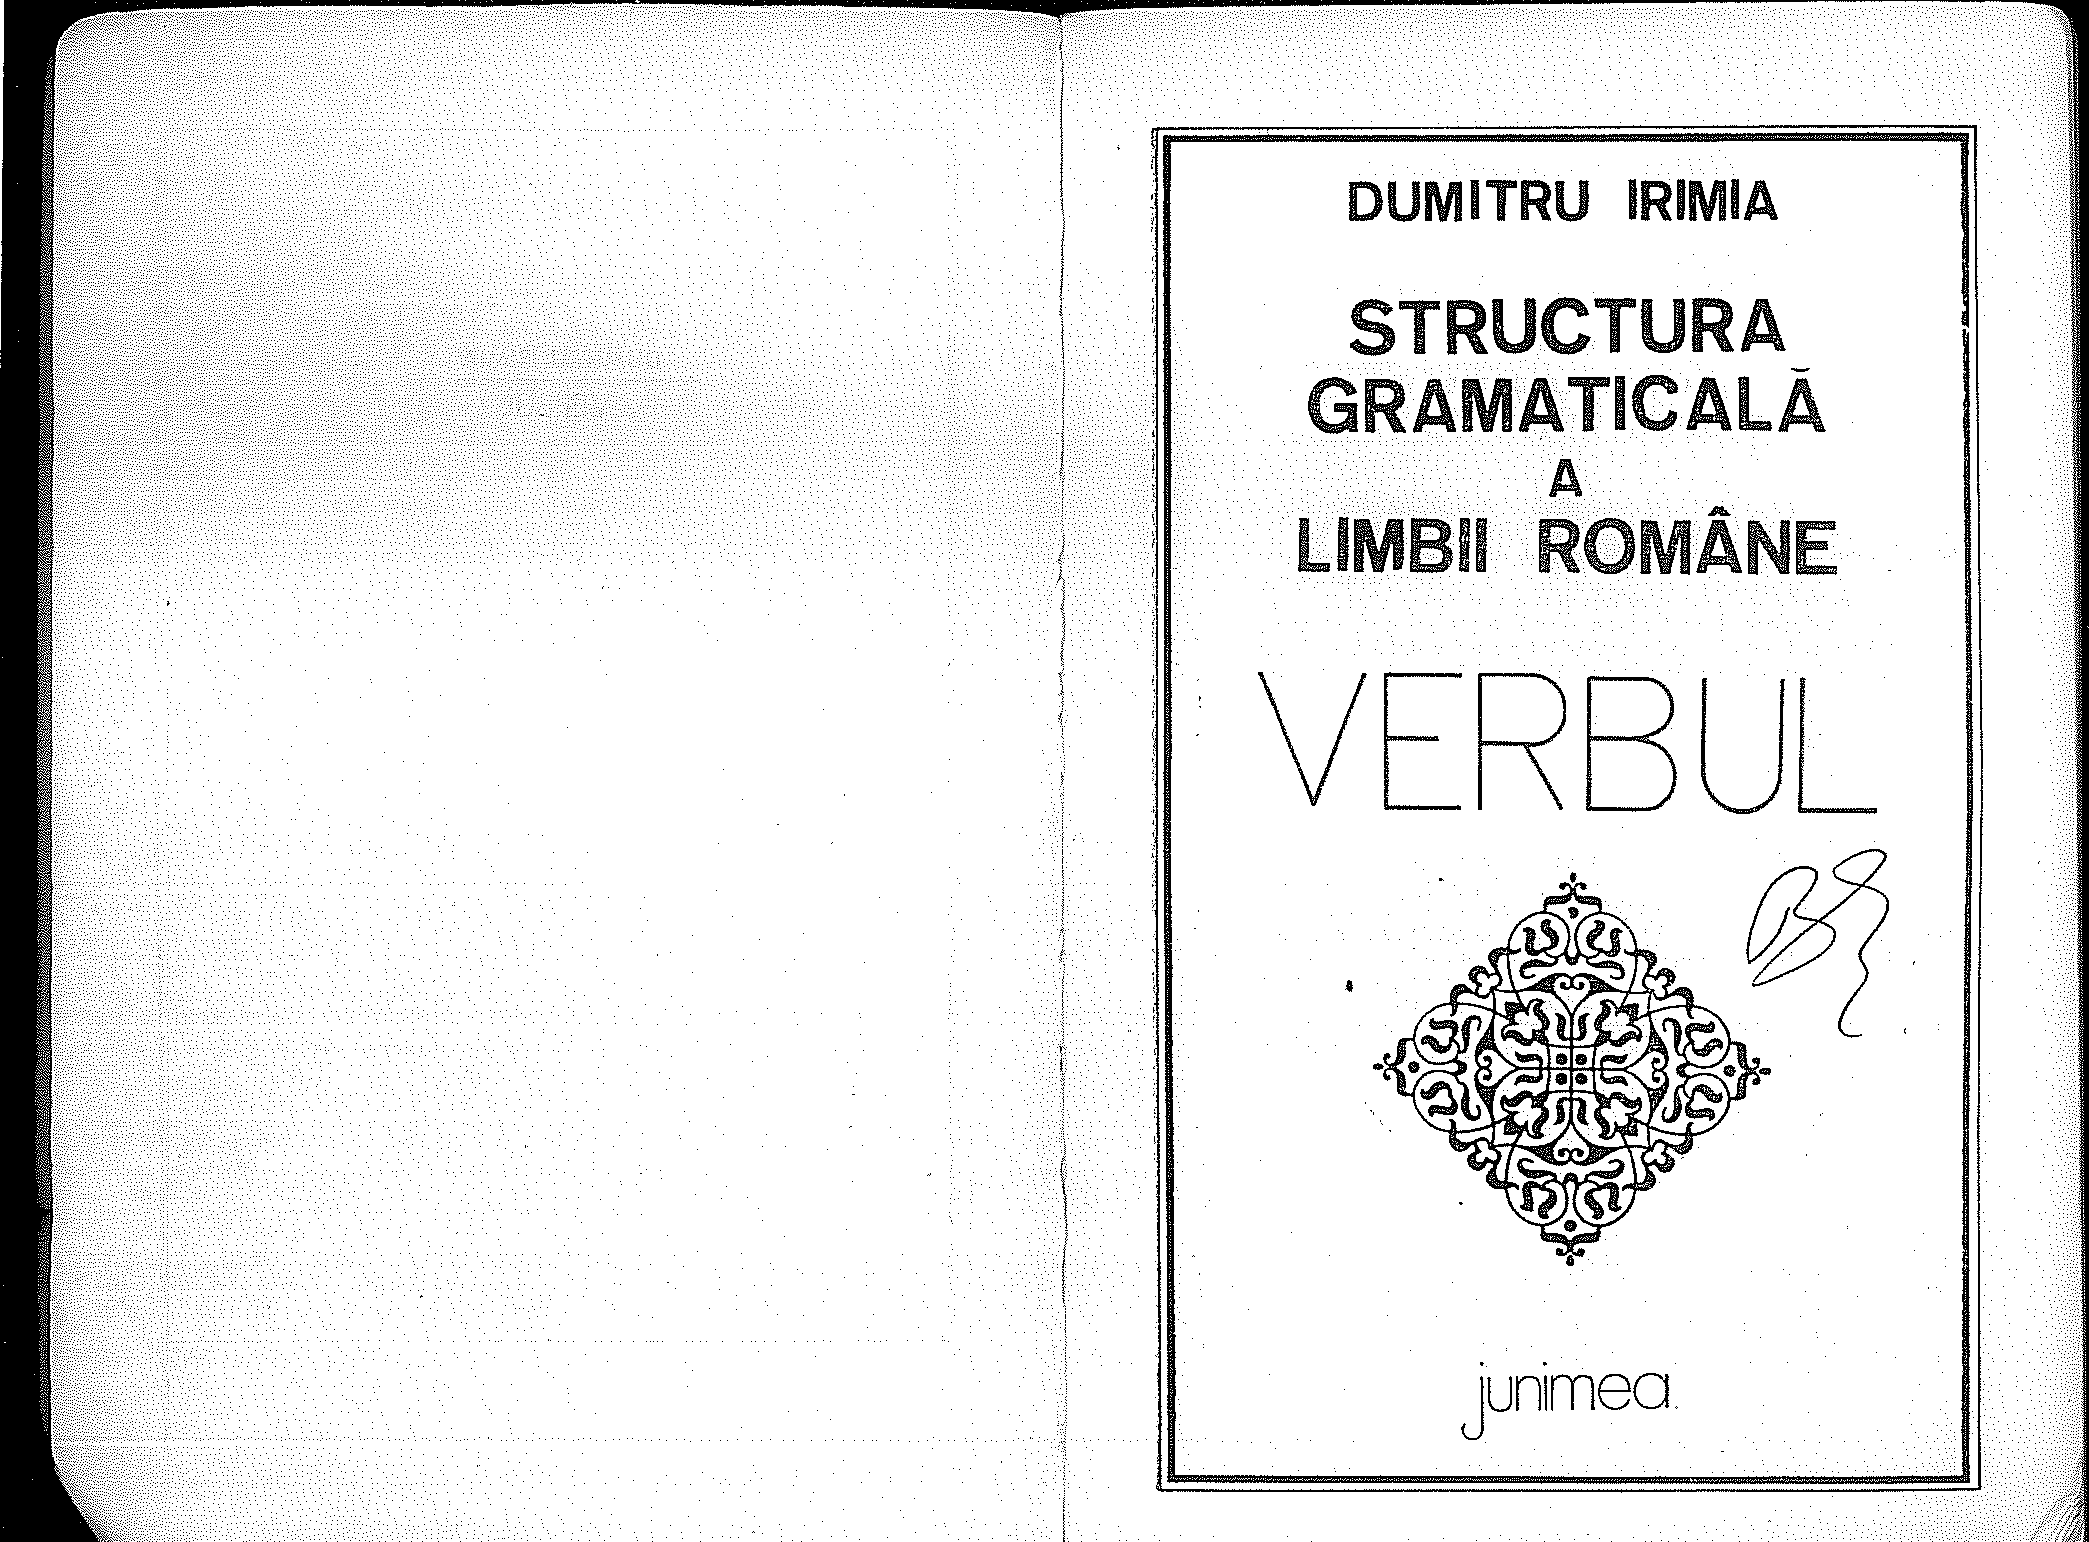 DUMITRU IRIMIA
STRUCTURA
GRAMATICALĂ
A
LIMBII ROMÂNE
VERBUL
junimea